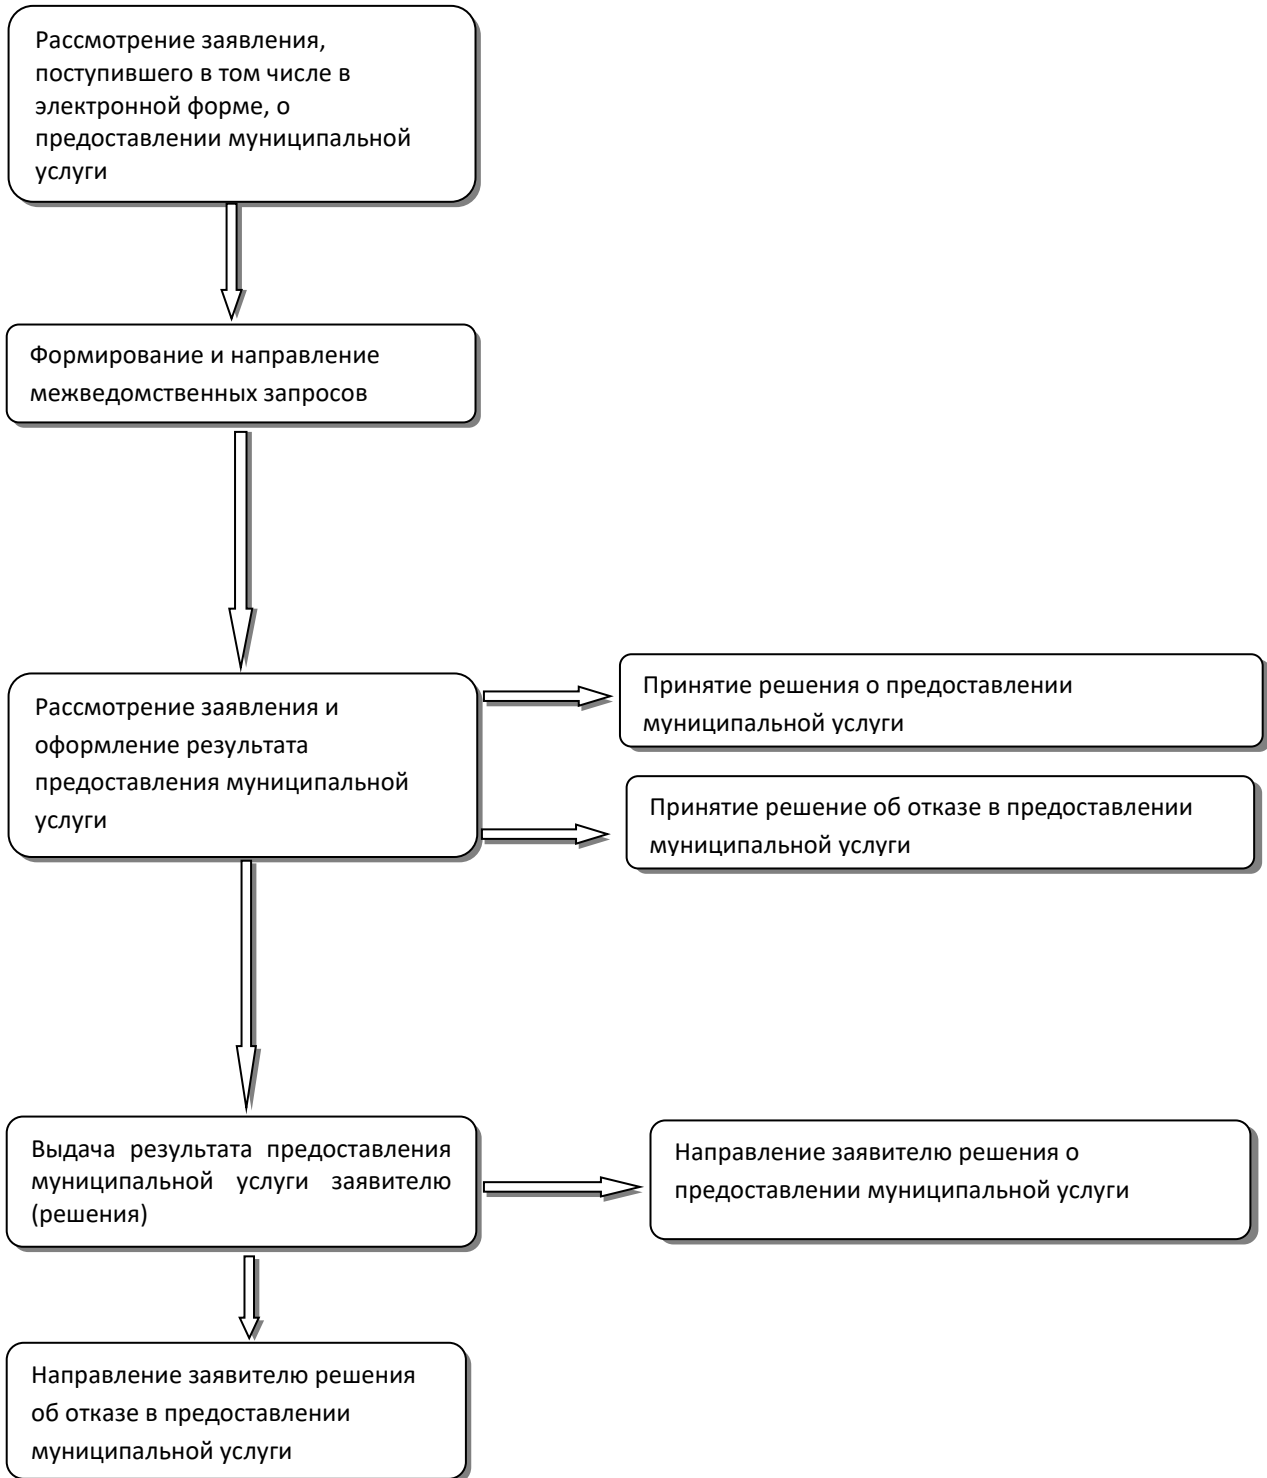 Рассмотрение заявления,
поступившего в том числе в
электронной форме, о
предоставлении муниципальной
услуги
Формирование и направление
межведомственных запросов
Рассмотрение заявления и
оформление результата
предоставления муниципальной
услуги
Принятие решения о предоставлении
муниципальной услуги
Принятие решение об отказе в предоставлении
муниципальной услуги
Выдача результата предоставления
муниципальной услуги заявителю
(решения)
Направление заявителю решения о
предоставлении муниципальной услуги
Направление заявителю решения
об отказе в предоставлении
муниципальной услуги